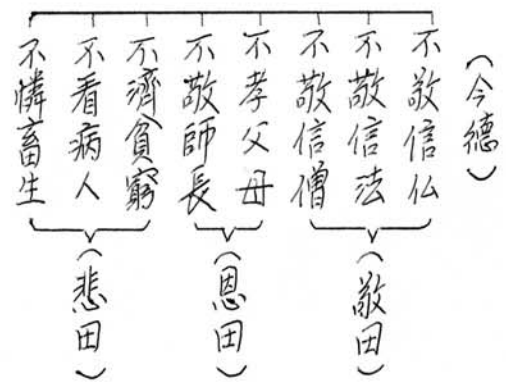 (今德)
不敬信仏
不敬信法
不敬信僧
不孝父母
不敬師長
不濟貧窮
不看病人
不憐畜生
(敬田)
(恩田)
(悲田)